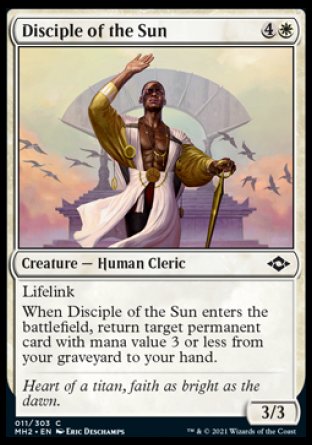 Disciple of the Sun 4
Creature — Human Cleric
Lifelink
When Disciple of the Sun enters the
battlefield, return target permanent
card with mana value 3 or less from
your graveyard to your hand.
Heart of a titan, faith as bright as the
dawn.
3/3
011/303 C
MH2 • EN Eric Deschamps
™ & © 2021 Wizards of the Coast